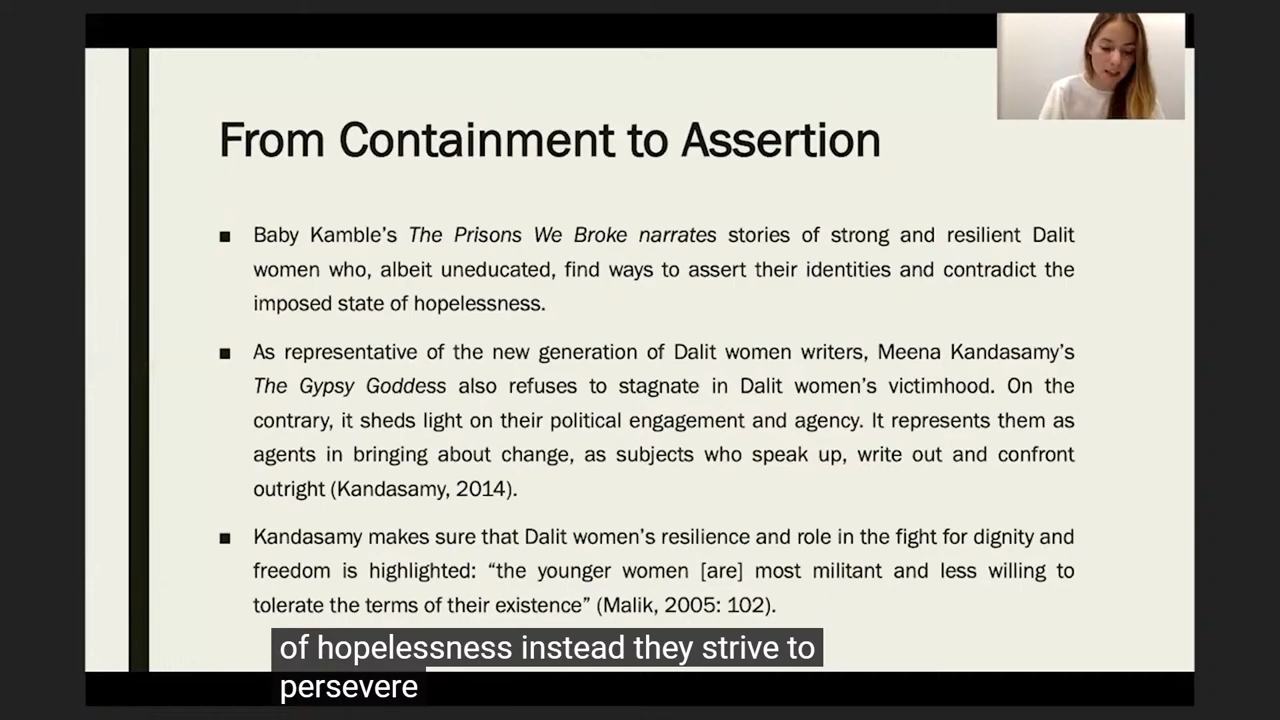 From Containment to Assertion
■ Baby Kamble’s The Prisons We Broke narrates stories of strong and resilient Dalit
women who, albeit uneducated, find ways to assert their identities and contradict the
imposed state of hopelessness.
■ As representative of the new generation of Dalit women writers, Meena Kandasamy’s
The Gypsy Goddess also refuses to stagnate in Dalit women’s victimhood. On the
contrary, it sheds light on their political engagement and agency. It represents them as
agents in bringing about change, as subjects who speak up, write out and confront
outright (Kandasamy, 2014).
■ Kandasamy makes sure that Dalit women’s resilience and role in the fight for dignity and
freedom is highlighted: “the younger women [are] most militant and less willing to
tolerate the terms of their existence” (Malik, 2005: 102).
of hopelessness instead they strive to
persevere